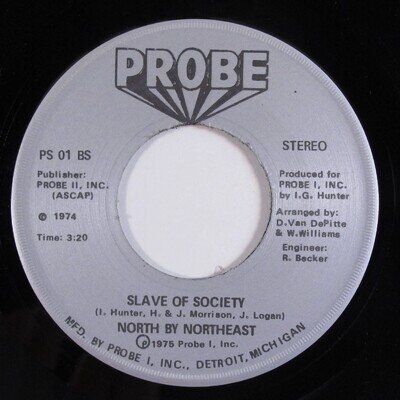 PROBE
PS 01 BS
STEREO
Publisher:
PROBE II, INC.
(ASCAP)
© 1974
Time: 3:20
Produced for
PROBE I, INC.
by I.G. Hunter
Arranged by:
D.Van DePitte
& W.Williams
Engineer:
R. Becker
SLAVE OF SOCIETY
(I. Hunter, H. & J. Morrison, J. Logan)
NORTH BY NORTHEAST
℗1975 Probe I, Inc.
MFD. BY PROBE I, INC., DETROIT, MICHIGAN